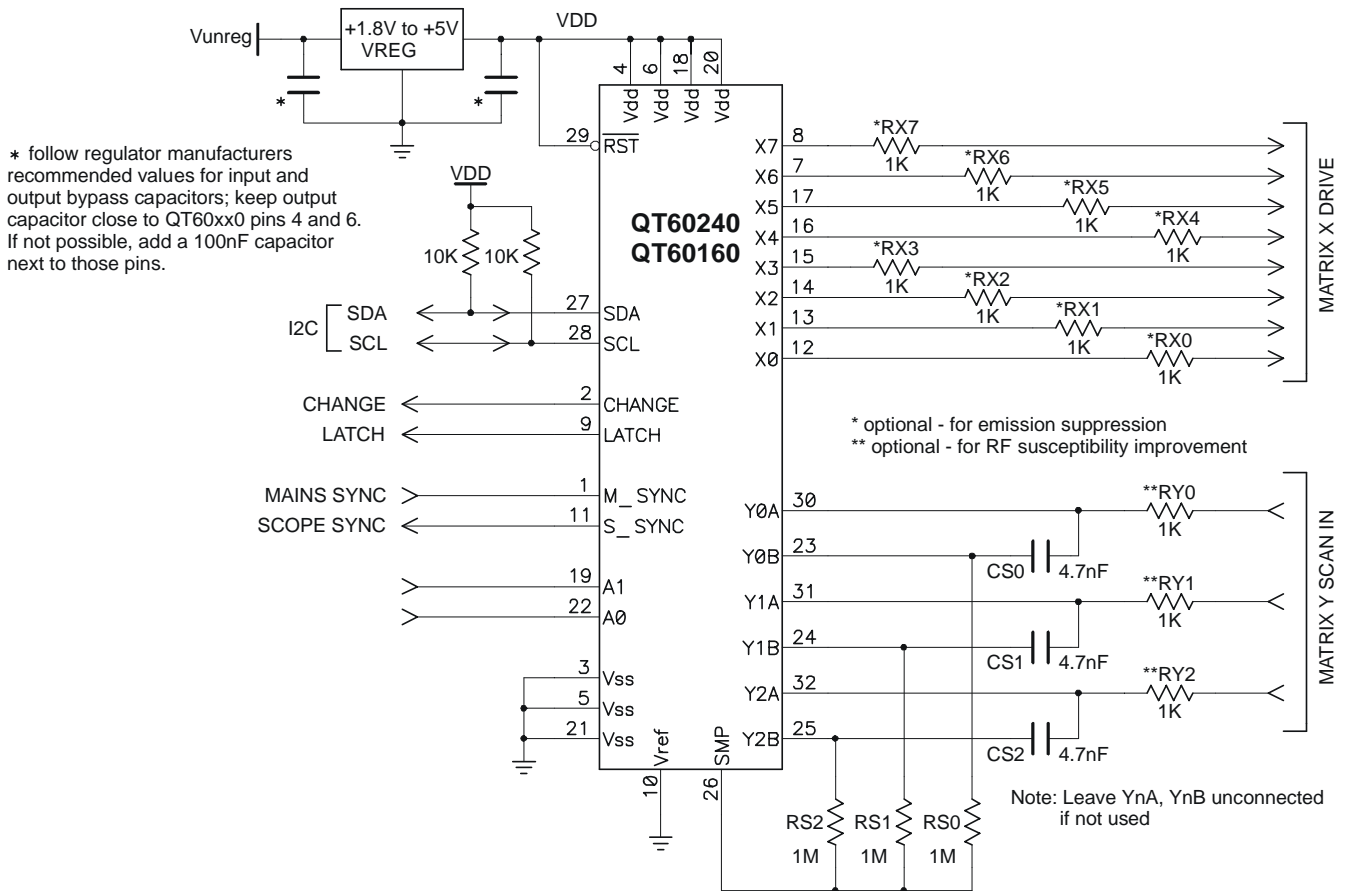 Vunreg
+1.8V to +5V
VREG
VDD
*
*
* follow regulator manufacturers
recommended values for input and
output bypass capacitors; keep output
capacitor close to QT60xx0 pins 4 and 6.
If not possible, add a 100nF capacitor
next to those pins.
VDD
10K
10K
I2C
SDA
SCL
CHANGE
LATCH
MAINS SYNC
SCOPE SYNC
4
6
18
20
Vdd
Vdd
Vdd
Vdd
29
RST
QT60240
QT60160
27
SDA
28
SCL
2
CHANGE
9
LATCH
1
M_SYNC
11
S_SYNC
19
A1
22
A0
3
Vss
5
Vss
21
Vss
Vref
10
SMP
26
X7
8
*RX7
1K
X6
7
*RX6
1K
X5
17
*RX5
1K
X4
16
*RX4
1K
X3
15
*RX3
1K
X2
14
*RX2
1K
X1
13
*RX1
1K
X0
12
*RX0
1K
MATRIX X DRIVE
* optional - for emission suppression
** optional - for RF susceptibility improvement
Y0A
30
**RY0
1K
Y0B
23
CS0
4.7nF
Y1A
31
**RY1
1K
Y1B
24
CS1
4.7nF
Y2A
32
**RY2
1K
Y2B
25
CS2
4.7nF
MATRIX Y SCAN IN
RS2
1M
RS1
1M
RS0
1M
Note: Leave YnA, YnB unconnected
if not used